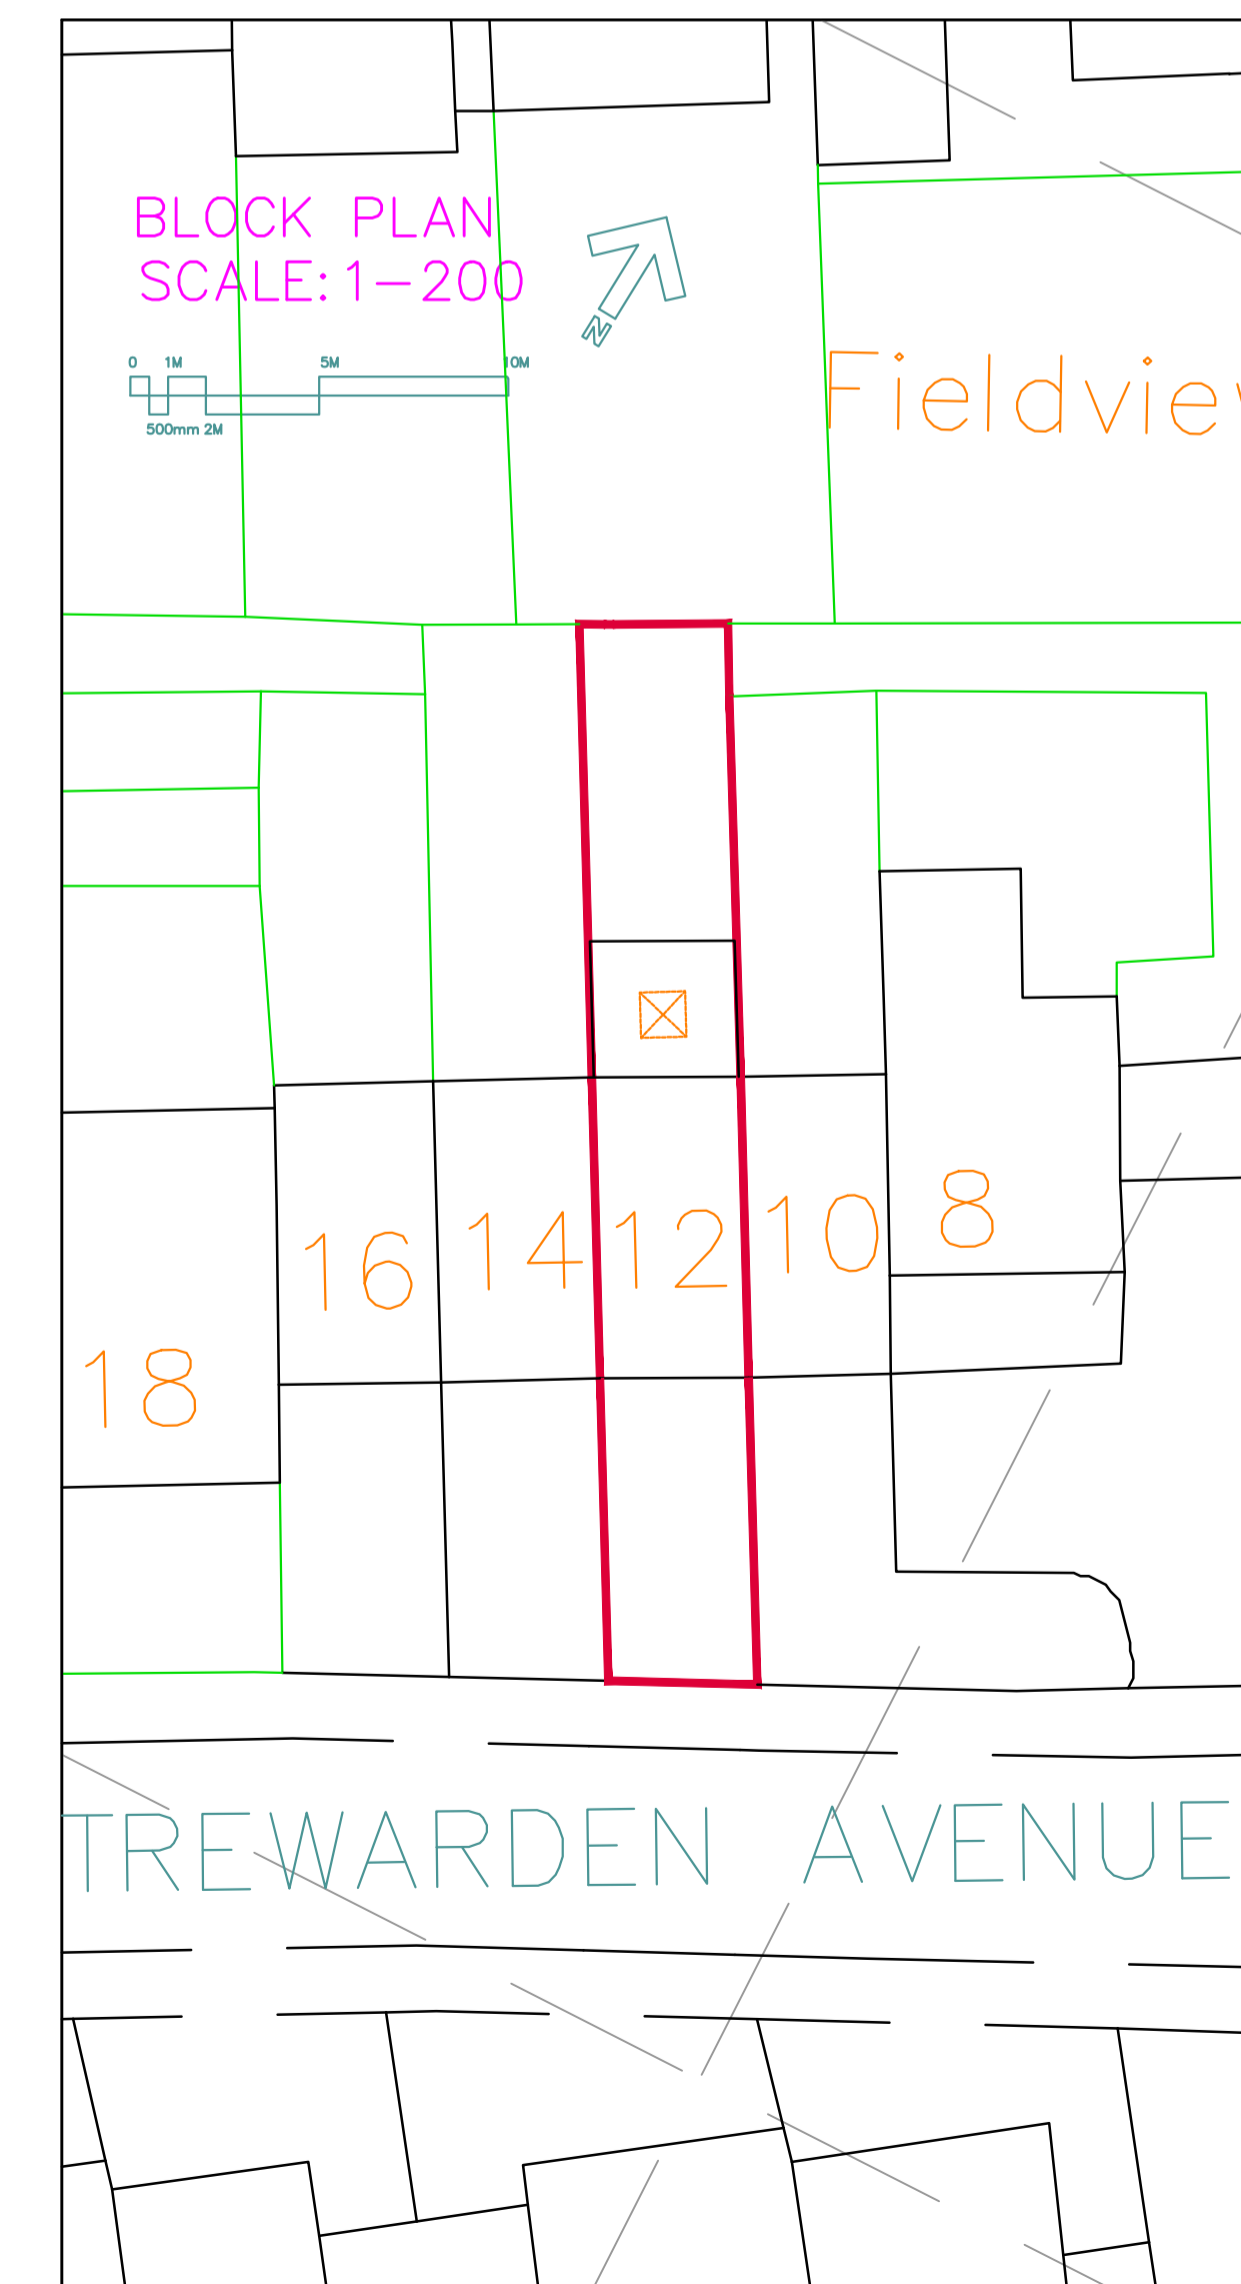 BLOCK PLAN
SCALE:1-200
N
0 1M 5M 10M
500mm 2M
Fieldvie
16 14 12 10 8
18
TREWARDEN AVENUE